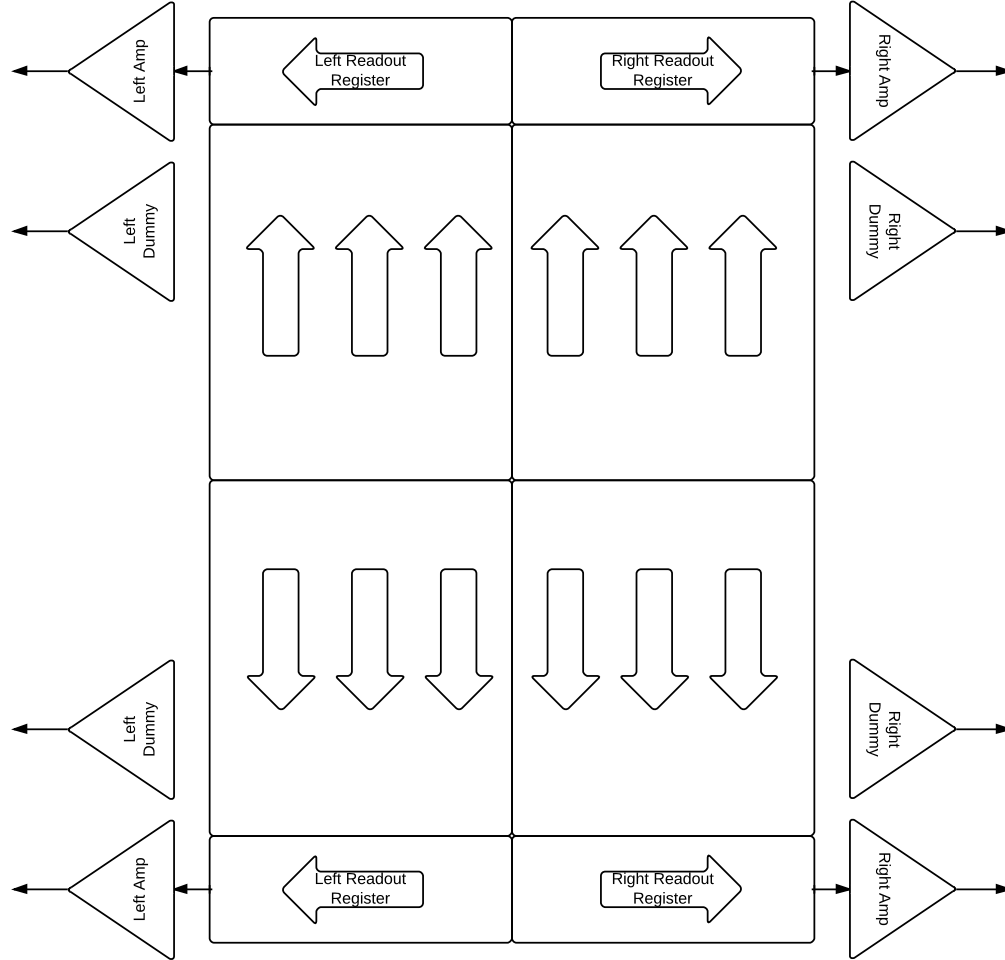 Left Amp
Left Readout
Register
Right Readout
Register
Right Amp
Left
Dummy
Right
Dummy
Left
Dummy
Right
Dummy
Left Amp
Left Readout
Register
Right Readout
Register
Right Amp